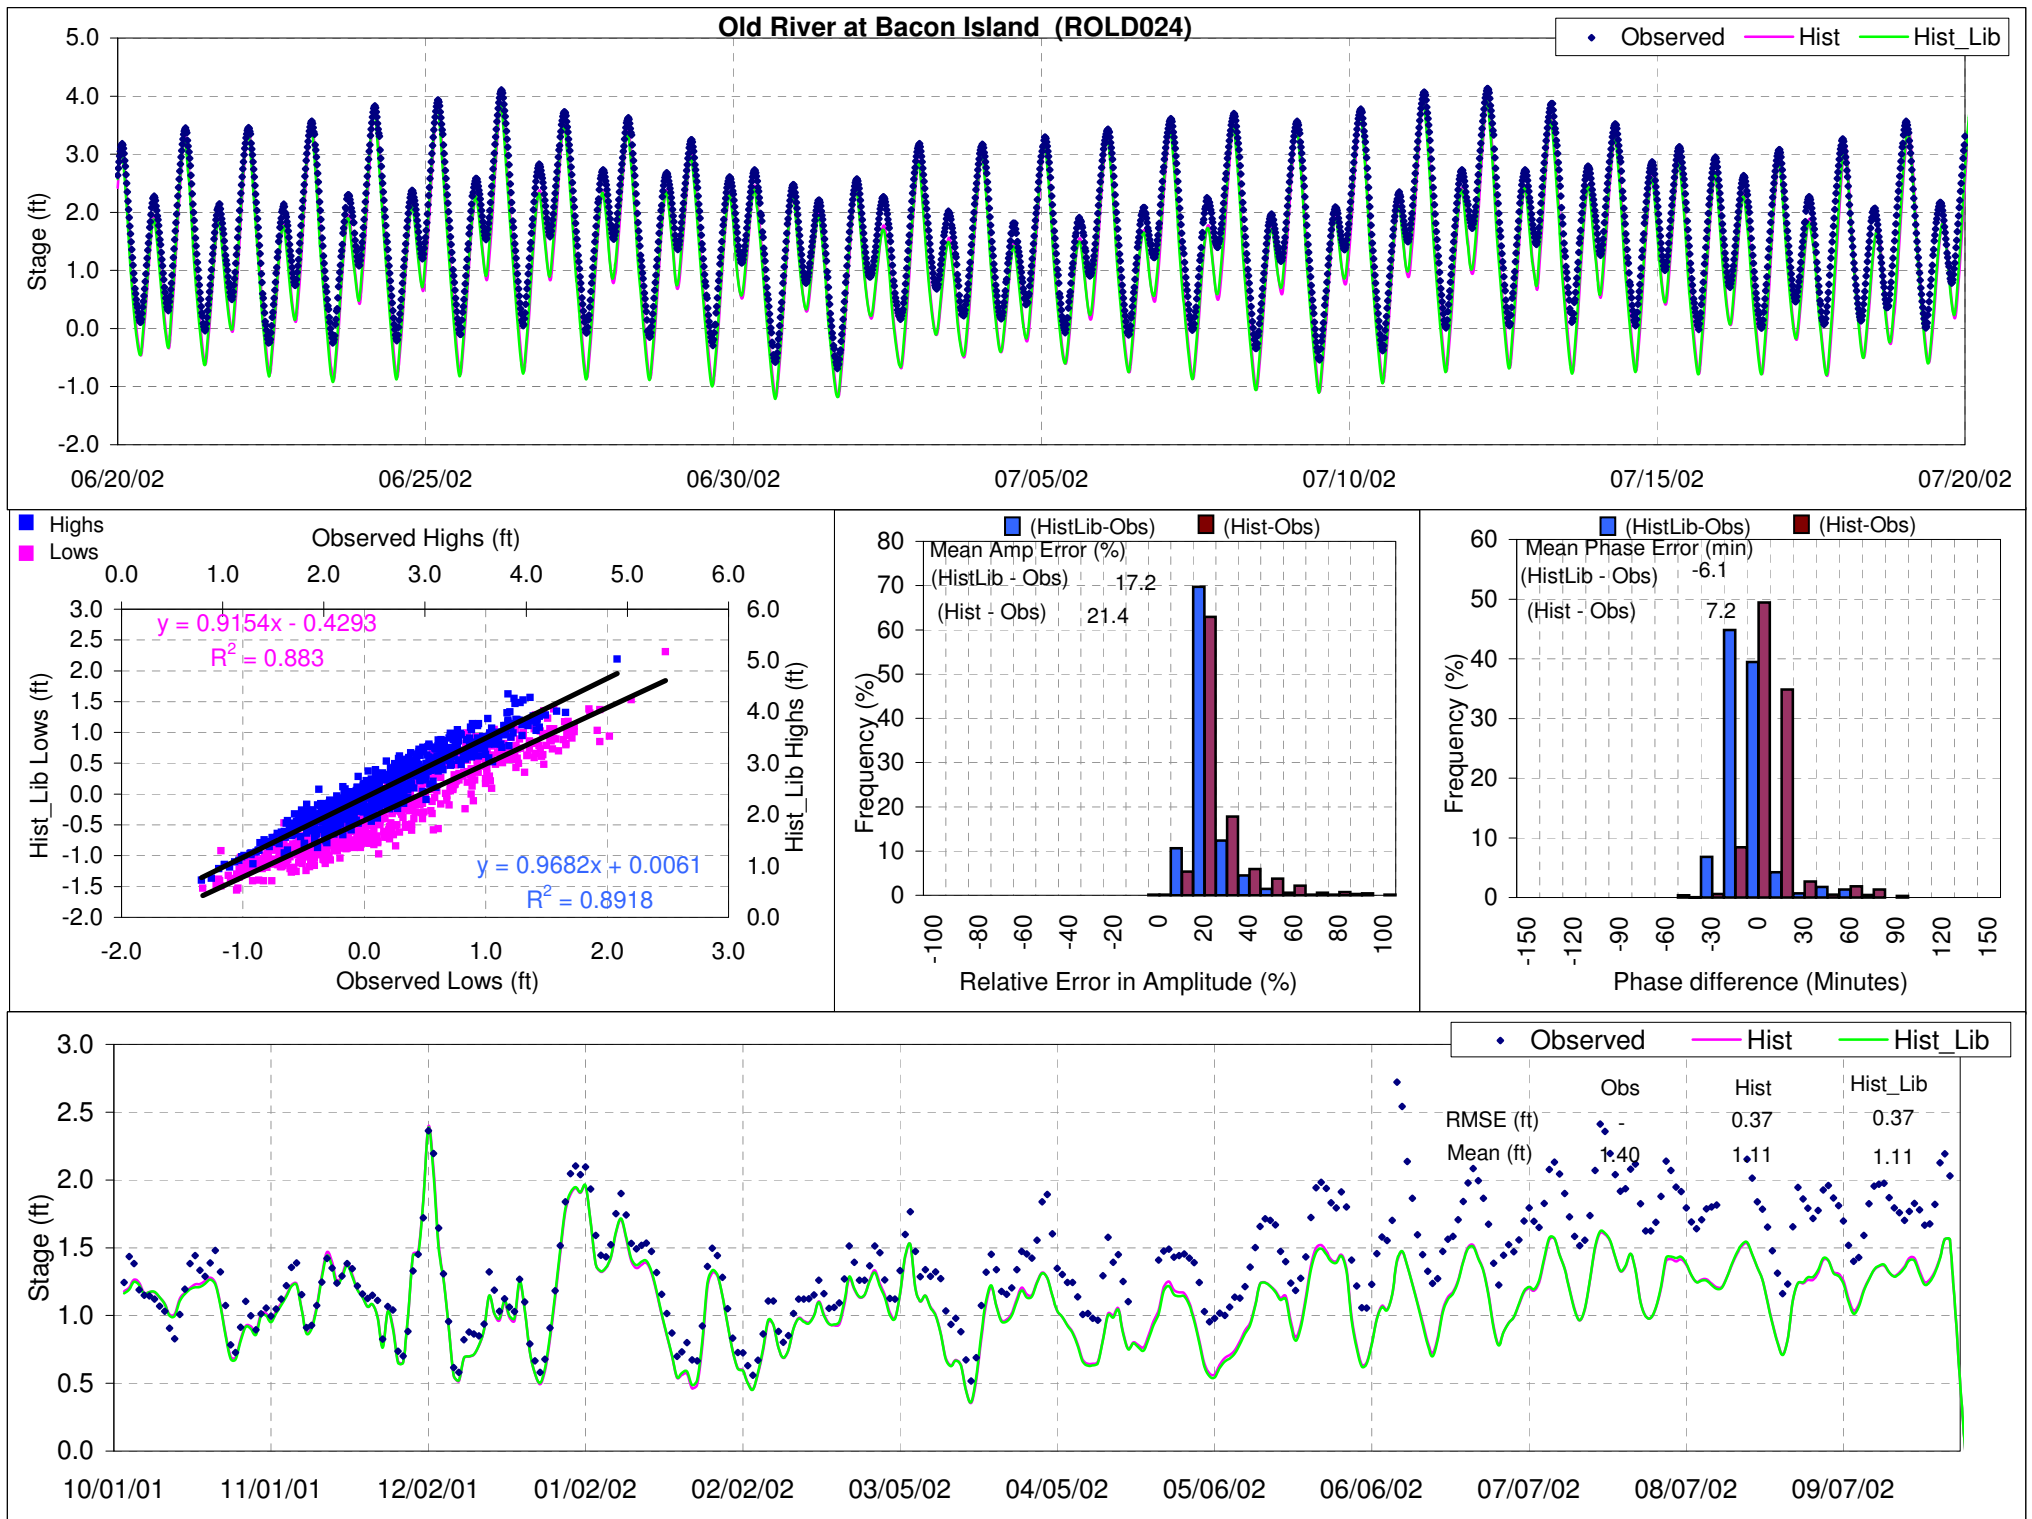 Old River at Bacon Island (ROLD024)
Observed Hist Hist_Lib
Stage (ft)
5.0
4.0
3.0
2.0
1.0
0.0
-1.0
-2.0
06/20/02 06/25/02 06/30/02 07/05/02 07/10/02 07/15/02 07/20/02
Highs
Lows
Observed Highs (ft)
0.0 1.0 2.0 3.0 4.0 5.0 6.0
y = 0.9154x - 0.4293
R2 = 0.883
Hist_Lib Lows (ft)
3.0
2.5
2.0
1.5
1.0
0.5
0.0
-0.5
-1.0
-1.5
-2.0
Hist_Lib Highs (ft)
6.0
5.0
4.0
3.0
2.0
1.0
0.0
y = 0.9682x + 0.0061
R2 = 0.8918
-2.0 -1.0 0.0 1.0 2.0 3.0
Observed Lows (ft)
(HistLib-Obs) (Hist-Obs)
Mean Amp Error (%)
(HistLib - Obs) 17.2
(Hist - Obs) 21.4
Frequency (%)
80
70
60
50
40
30
20
10
0
-100 -80 -60 -40 -20 0 20 40 60 80 100
Relative Error in Amplitude (%)
(HistLib-Obs) (Hist-Obs)
Mean Phase Error (min)
(HistLib - Obs) -6.1
(Hist - Obs) 7.2
Frequency (%)
60
50
40
30
20
10
0
-150 -120 -90 -60 -30 0 30 60 90 120 150
Phase difference (Minutes)
Observed Hist Hist_Lib
Obs Hist Hist_Lib
RMSE (ft) - 0.37 0.37
Mean (ft) 1.40 1.11 1.11
Stage (ft)
3.0
2.5
2.0
1.5
1.0
0.5
0.0
10/01/01 11/01/01 12/02/01 01/02/02 02/02/02 03/05/02 04/05/02 05/06/02 06/06/02 07/07/02 08/07/02 09/07/02